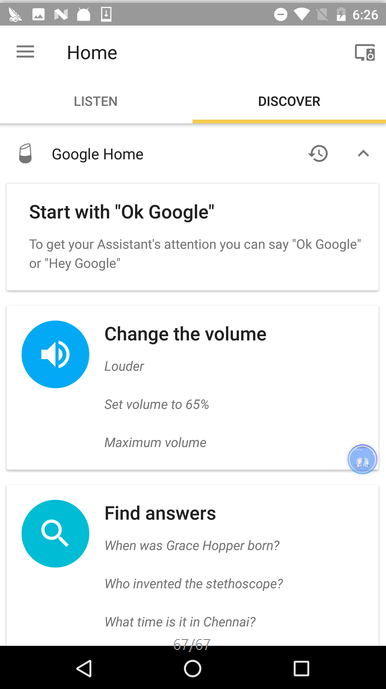 6:26
Home
LISTEN
DISCOVER
Google Home
Start with "Ok Google"
To get your Assistant's attention you can say "Ok Google"
or "Hey Google"
Change the volume
Louder
Set volume to 65%
Maximum volume
Find answers
When was Grace Hopper born?
Who invented the stethoscope?
What time is it in Chennai?
67/67